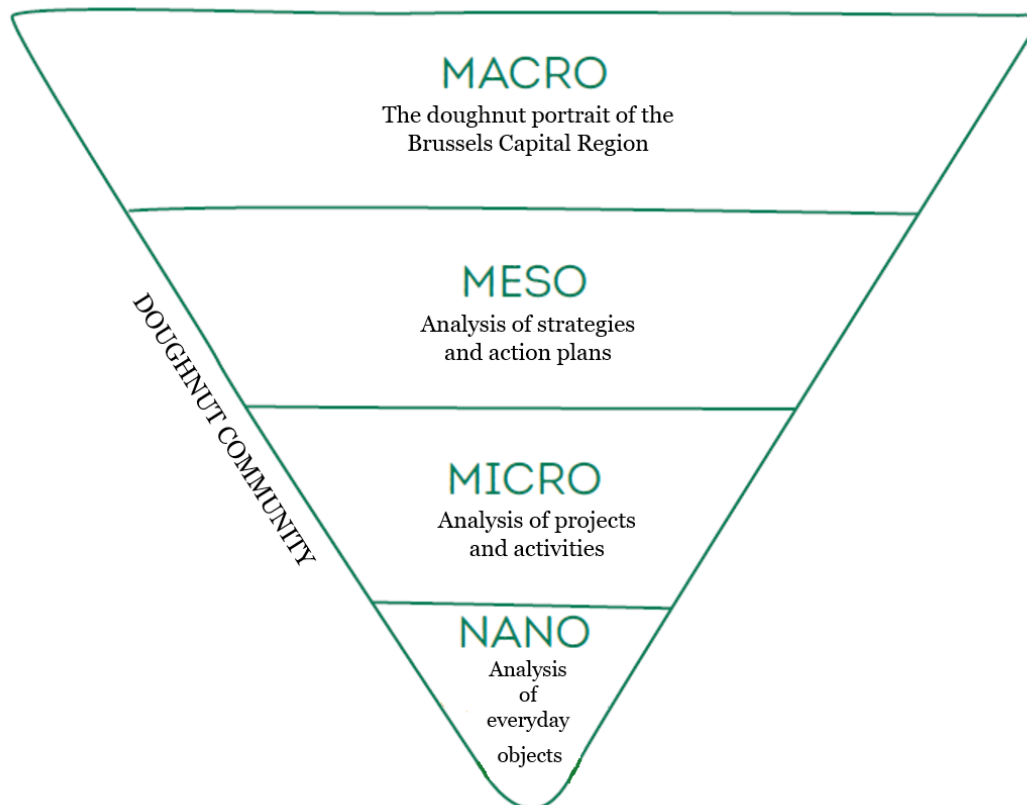 MACRO
The doughnut portrait of the
Brussels Capital Region
MESO
Analysis of strategies
and action plans
DOUGHNUT COMMUNITY
MICRO
Analysis of projects
and activities
NANO
Analysis
of
everyday
objects